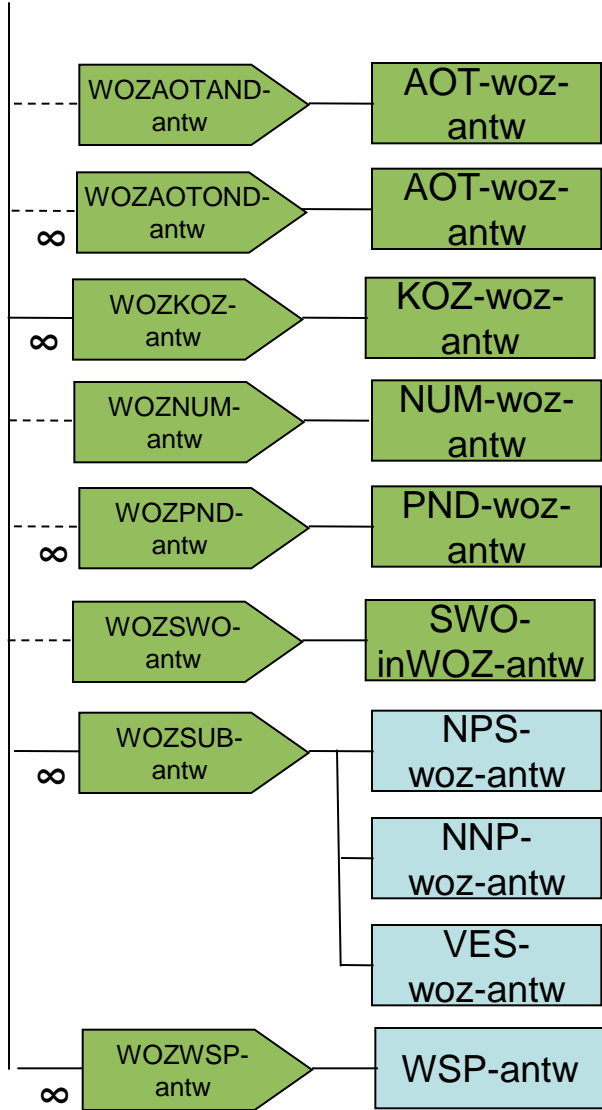 WOZAOTAND-
antw
AOT-woz-
antw
WOZAOTOND-
antw
AOT-woz-
antw
∞
WOZKOZ-
antw
KOZ-woz-
antw
∞
WOZNUM-
antw
NUM-woz-
antw
WOZPND-
antw
PND-woz-
antw
∞
WOZSWO-
antw
SWO-
inWOZ-antw
WOZSUB-
antw
NPS-
woz-antw
∞
NNP-
woz-antw
VES-
woz-antw
WOZWSP-
antw
WSP-antw
∞